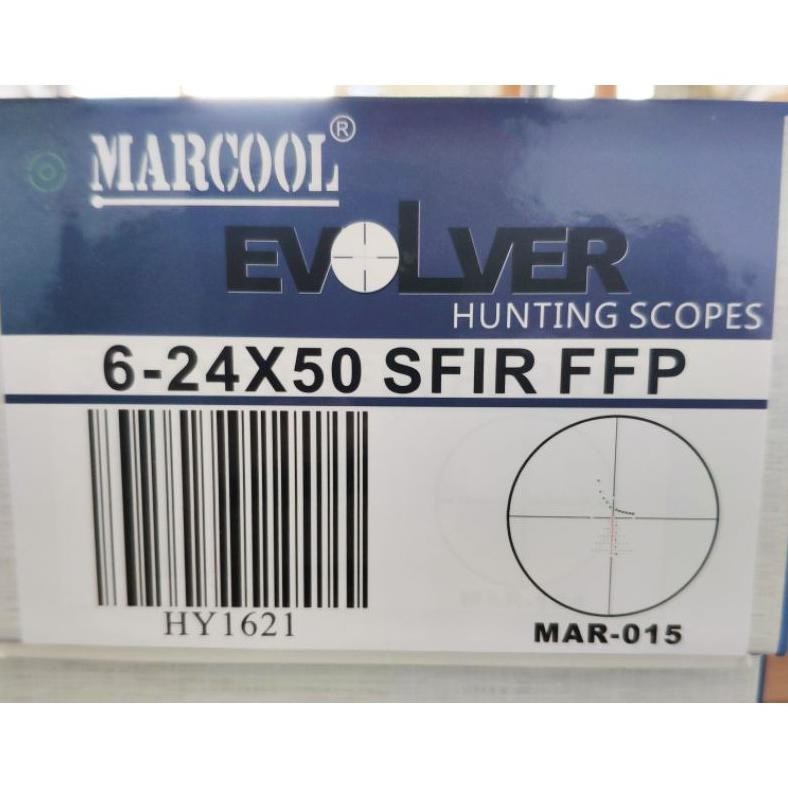 MARCOOL®
EVOLVER
HUNTING SCOPES
6-24X50 SFIR FFP
HY1621
MAR-015